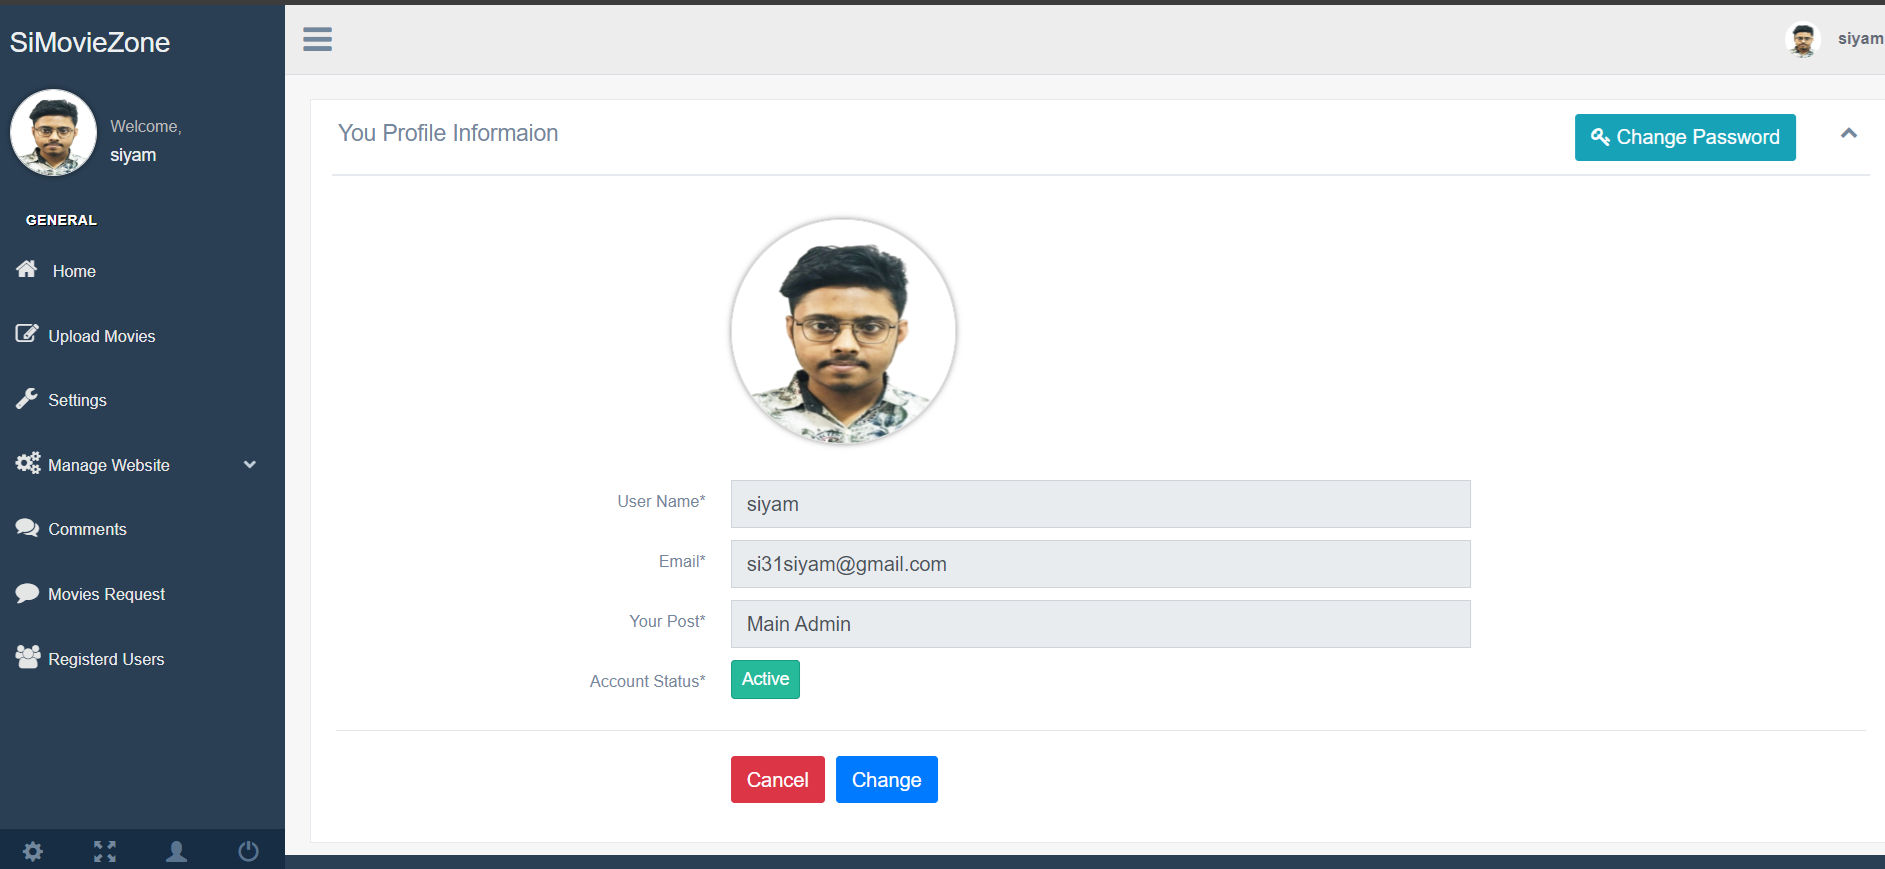 SiMovieZone
Welcome,
siyam
GENERAL
Home
Upload Movies
Settings
Manage Website
Comments
Movies Request
Registerd Users
siyam
You Profile Informaion
Change Password
User Name* siyam
Email* si31siyam@gmail.com
Your Post* Main Admin
Account Status* Active
Cancel Change